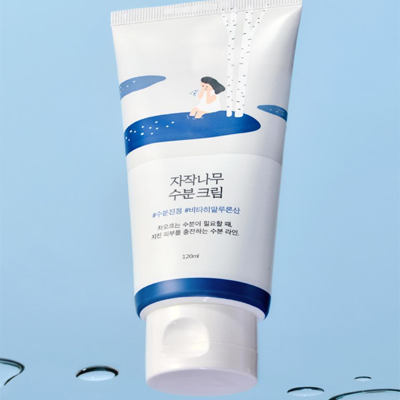 자작나무
수분크림
#수분진정 #비타히알루론산
차오르는 수분이 필요할 때,
지친 피부를 충전하는 수분 라인.
120ml